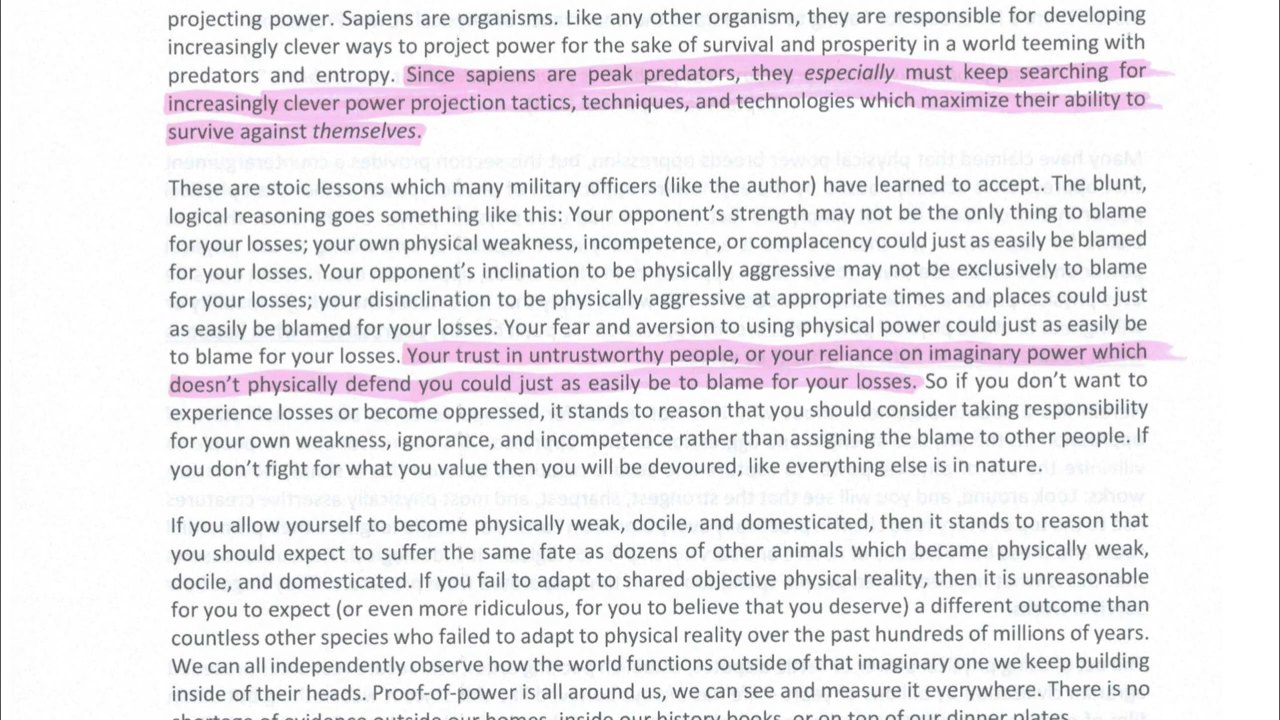 projecting power. Sapiens are organisms. Like any other organism, they are responsible for developing
increasingly clever ways to project power for the sake of survival and prosperity in a world teeming with
predators and entropy. Since sapiens are peak predators, they especially must keep searching for
increasingly clever power projection tactics, techniques, and technologies which maximize their ability to
survive against themselves.
These are stoic lessons which many military officers (like the author) have learned to accept. The blunt,
logical reasoning goes something like this: Your opponent's strength may not be the only thing to blame
for your losses; your own physical weakness, incompetence, or complacency could just as easily be blamed
for your losses. Your opponent's inclination to be physically aggressive may not be exclusively to blame
for your losses; your disinclination to be physically aggressive at appropriate times and places could just
as easily be blamed for your losses. Your fear and aversion to using physical power could just as easily be
to blame for your losses. Your trust in untrustworthy people, or your reliance on imaginary power which
doesn't physically defend you could just as easily be to blame for your losses. So if you don't want to
experience losses or become oppressed, it stands to reason that you should consider taking responsibility
for your own weakness, ignorance, and incompetence rather than assigning the blame to other people. If
you don't fight for what you value then you will be devoured, like everything else is in nature.
If you allow yourself to become physically weak, docile, and domesticated, then it stands to reason that
you should expect to suffer the same fate as dozens of other animals which became physically weak,
docile, and domesticated. If you fail to adapt to shared objective physical reality, then it is unreasonable
for you to expect (or even more ridiculous, for you to believe that you deserve) a different outcome than
countless other species who failed to adapt to physical reality over the past hundreds of millions of years.
We can all independently observe how the world functions outside of that imaginary one we keep building
inside of their heads. Proof-of-power is all around us, we can see and measure it everywhere. There is no
shortage of evidence outside our homes, inside our history books, or on top of our dinner plates.